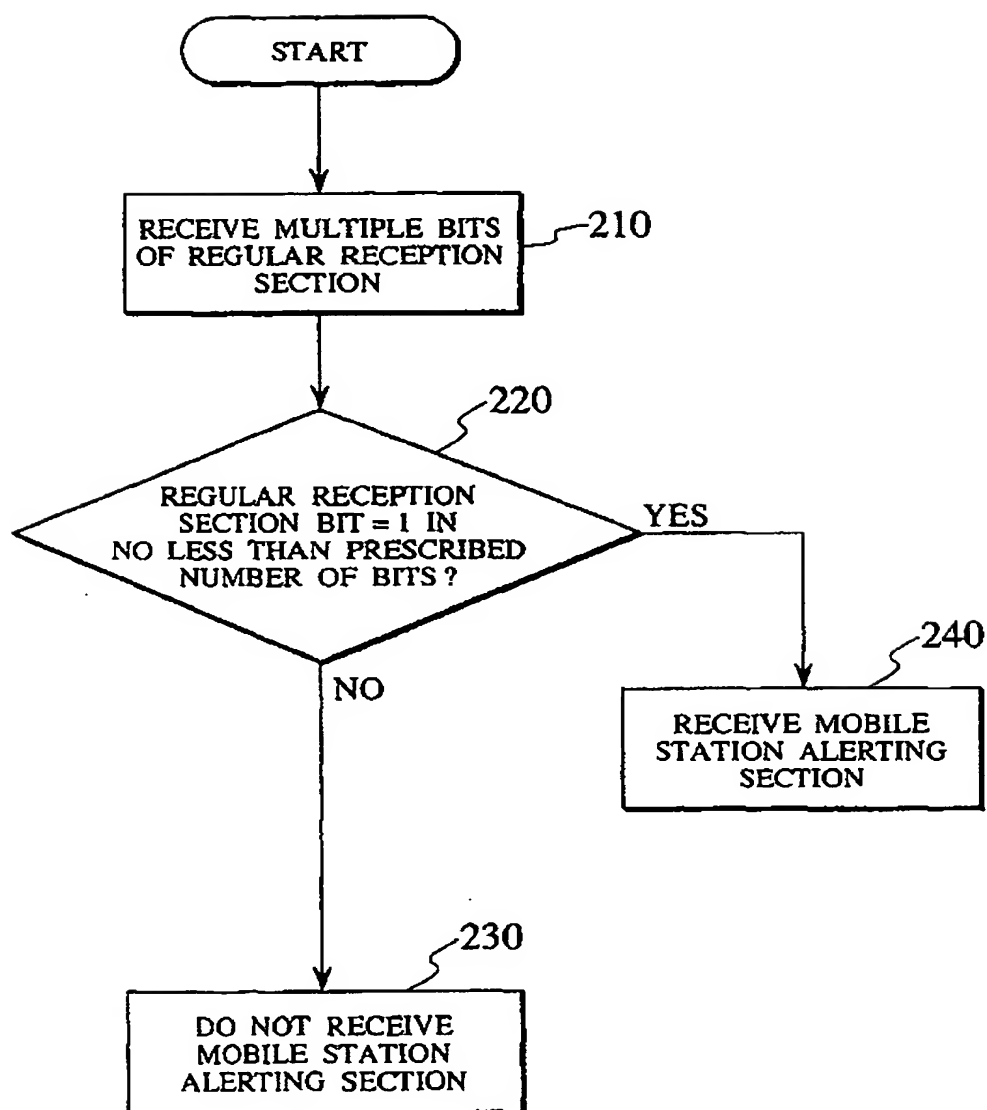 START
RECEIVE MULTIPLE BITS
OF REGULAR RECEPTION
SECTION
210
220
REGULAR RECEPTION
SECTION BIT = 1 IN
NO LESS THAN PRESCRIBED
NUMBER OF BITS ?
YES
NO
240
RECEIVE MOBILE
STATION ALERTING
SECTION
230
DO NOT RECEIVE
MOBILE STATION
ALERTING SECTION